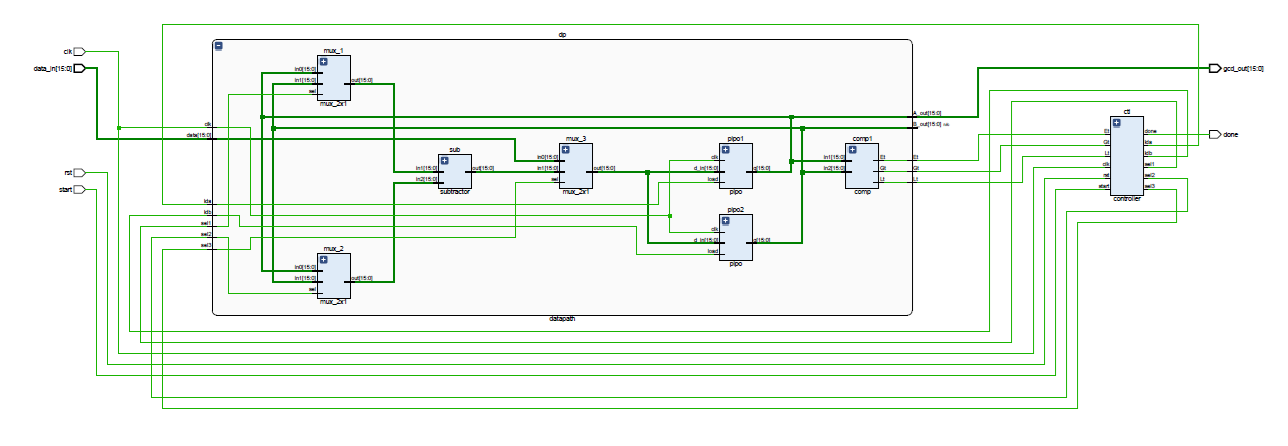 dp
clk
data_in[15:0]
rst
start
clk
data[15:0]
lda
ldb
sel1
sel2
sel3
mux_1
in0[15:0]
in1[15:0]
sel
out[15:0]
mux_2x1
sub
in1[15:0]
in2[15:0]
out[15:0]
subtractor
mux_2
in0[15:0]
in1[15:0]
sel
out[15:0]
mux_2x1
mux_3
in0[15:0]
in1[15:0]
sel
out[15:0]
mux_2x1
pipo1
clk
d_in[15:0]
load
q[15:0]
pipo
pipo2
clk
d_in[15:0]
load
q[15:0]
pipo
comp1
in1[15:0]
in2[15:0]
Et
Gt
Lt
comp
A_out[15:0]
B_out[15:0]
Et
Gt
Lt
datapath
ctl
Et
Gt
Lt
clk
rst
start
done
lda
ldb
sel1
sel2
sel3
controller
gcd_out[15:0]
done